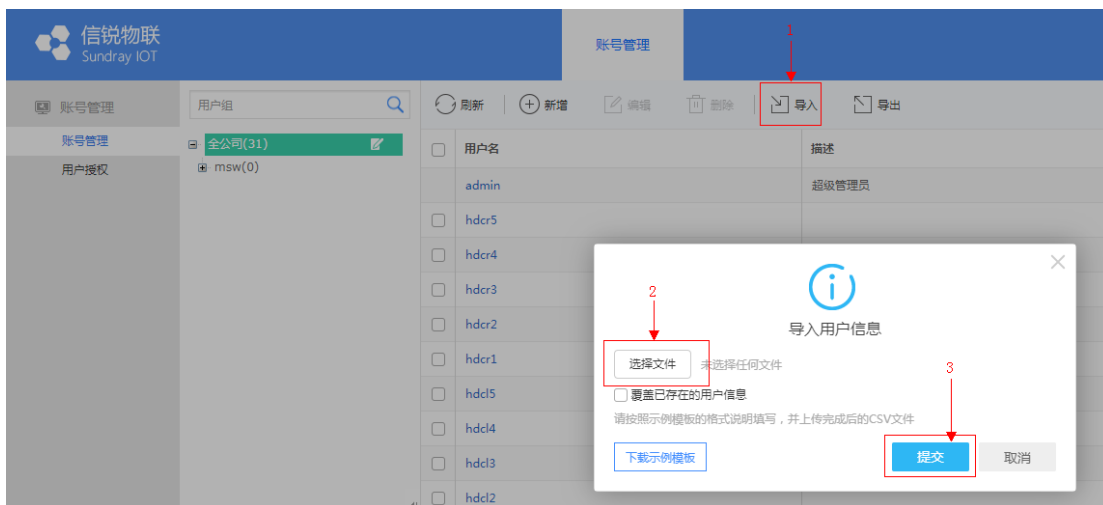 信锐物联
Sundray IOT
账号管理
1
账号管理
用户组
刷新
新增
编辑
删除
导入
导出
账号管理
用户授权
全公司(31)
msw(0)
用户名
描述
admin
超级管理员
hdcr5
hdcr4
hdcr3
hdcr2
hdcr1
hdcl5
hdcl4
hdcl3
hdcl2
导入用户信息
2
选择文件
未选择任何文件
覆盖已存在的用户信息
请按照示例模板的格式说明填写，并上传完成后的CSV文件
3
下载示例模板
提交
取消